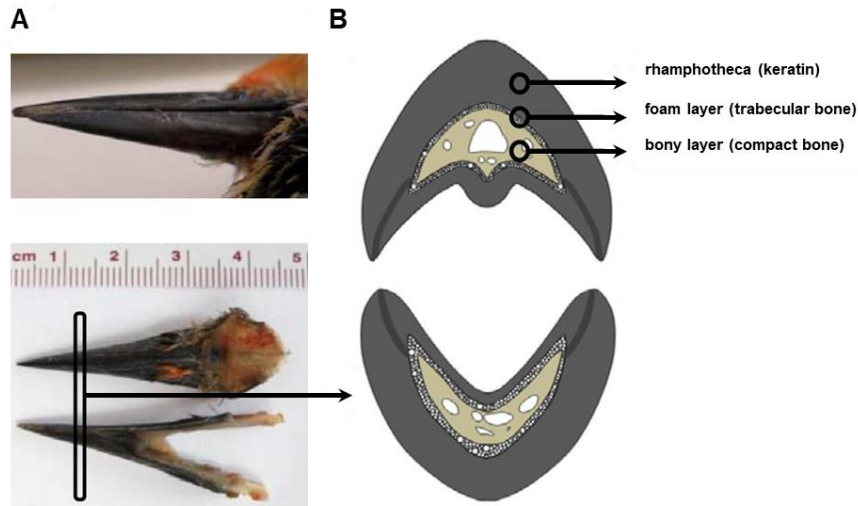 A
B
rhamphotheca (keratin)
foam layer (trabecular bone)
bony layer (compact bone)
cm 1 2 3 4 5